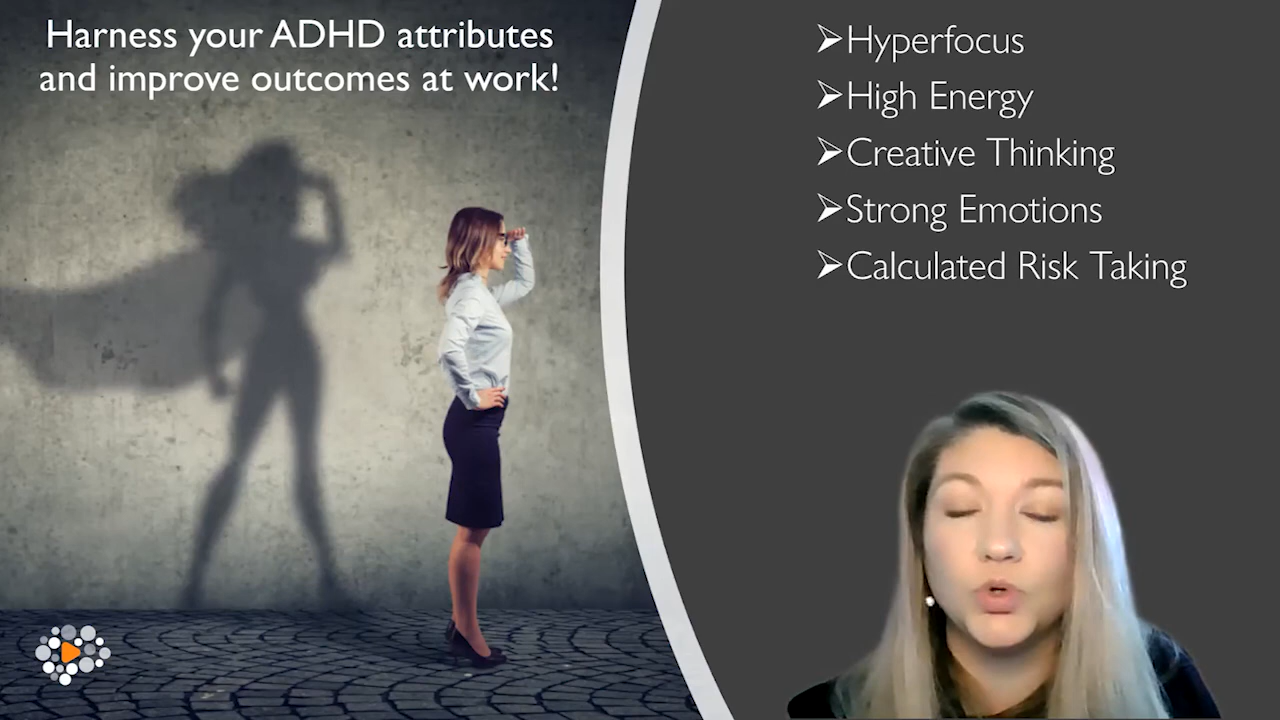 Harness your ADHD attributes
and improve outcomes at work!
➢Hyperfocus
➢High Energy
➢Creative Thinking
➢Strong Emotions
➢Calculated Risk Taking